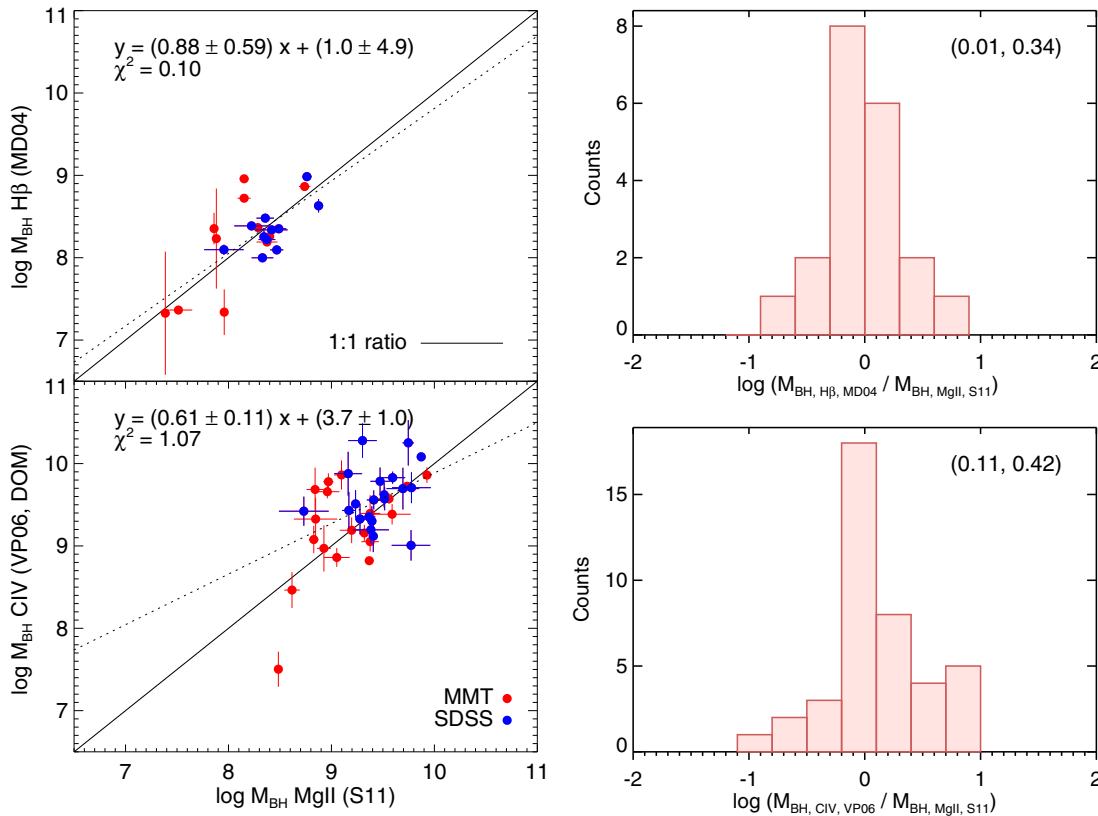 y = (0.88 ± 0.59) x + (1.0 ± 4.9)
χ² = 0.10
log M_BH Hβ (MD04)
11
10
9
8
7
1:1 ratio
(0.01, 0.34)
Counts
8
6
4
2
0
-2 -1 0 1 2
log (M_BH, Hβ, MD04 / M_BH, MgII, S11)
y = (0.61 ± 0.11) x + (3.7 ± 1.0)
χ² = 1.07
log M_BH CIV (VP06, DOM)
11
10
9
8
7
MMT
SDSS
7 8 9 10 11
log M_BH MgII (S11)
(0.11, 0.42)
Counts
15
10
5
0
-2 -1 0 1 2
log (M_BH, CIV, VP06 / M_BH, MgII, S11)